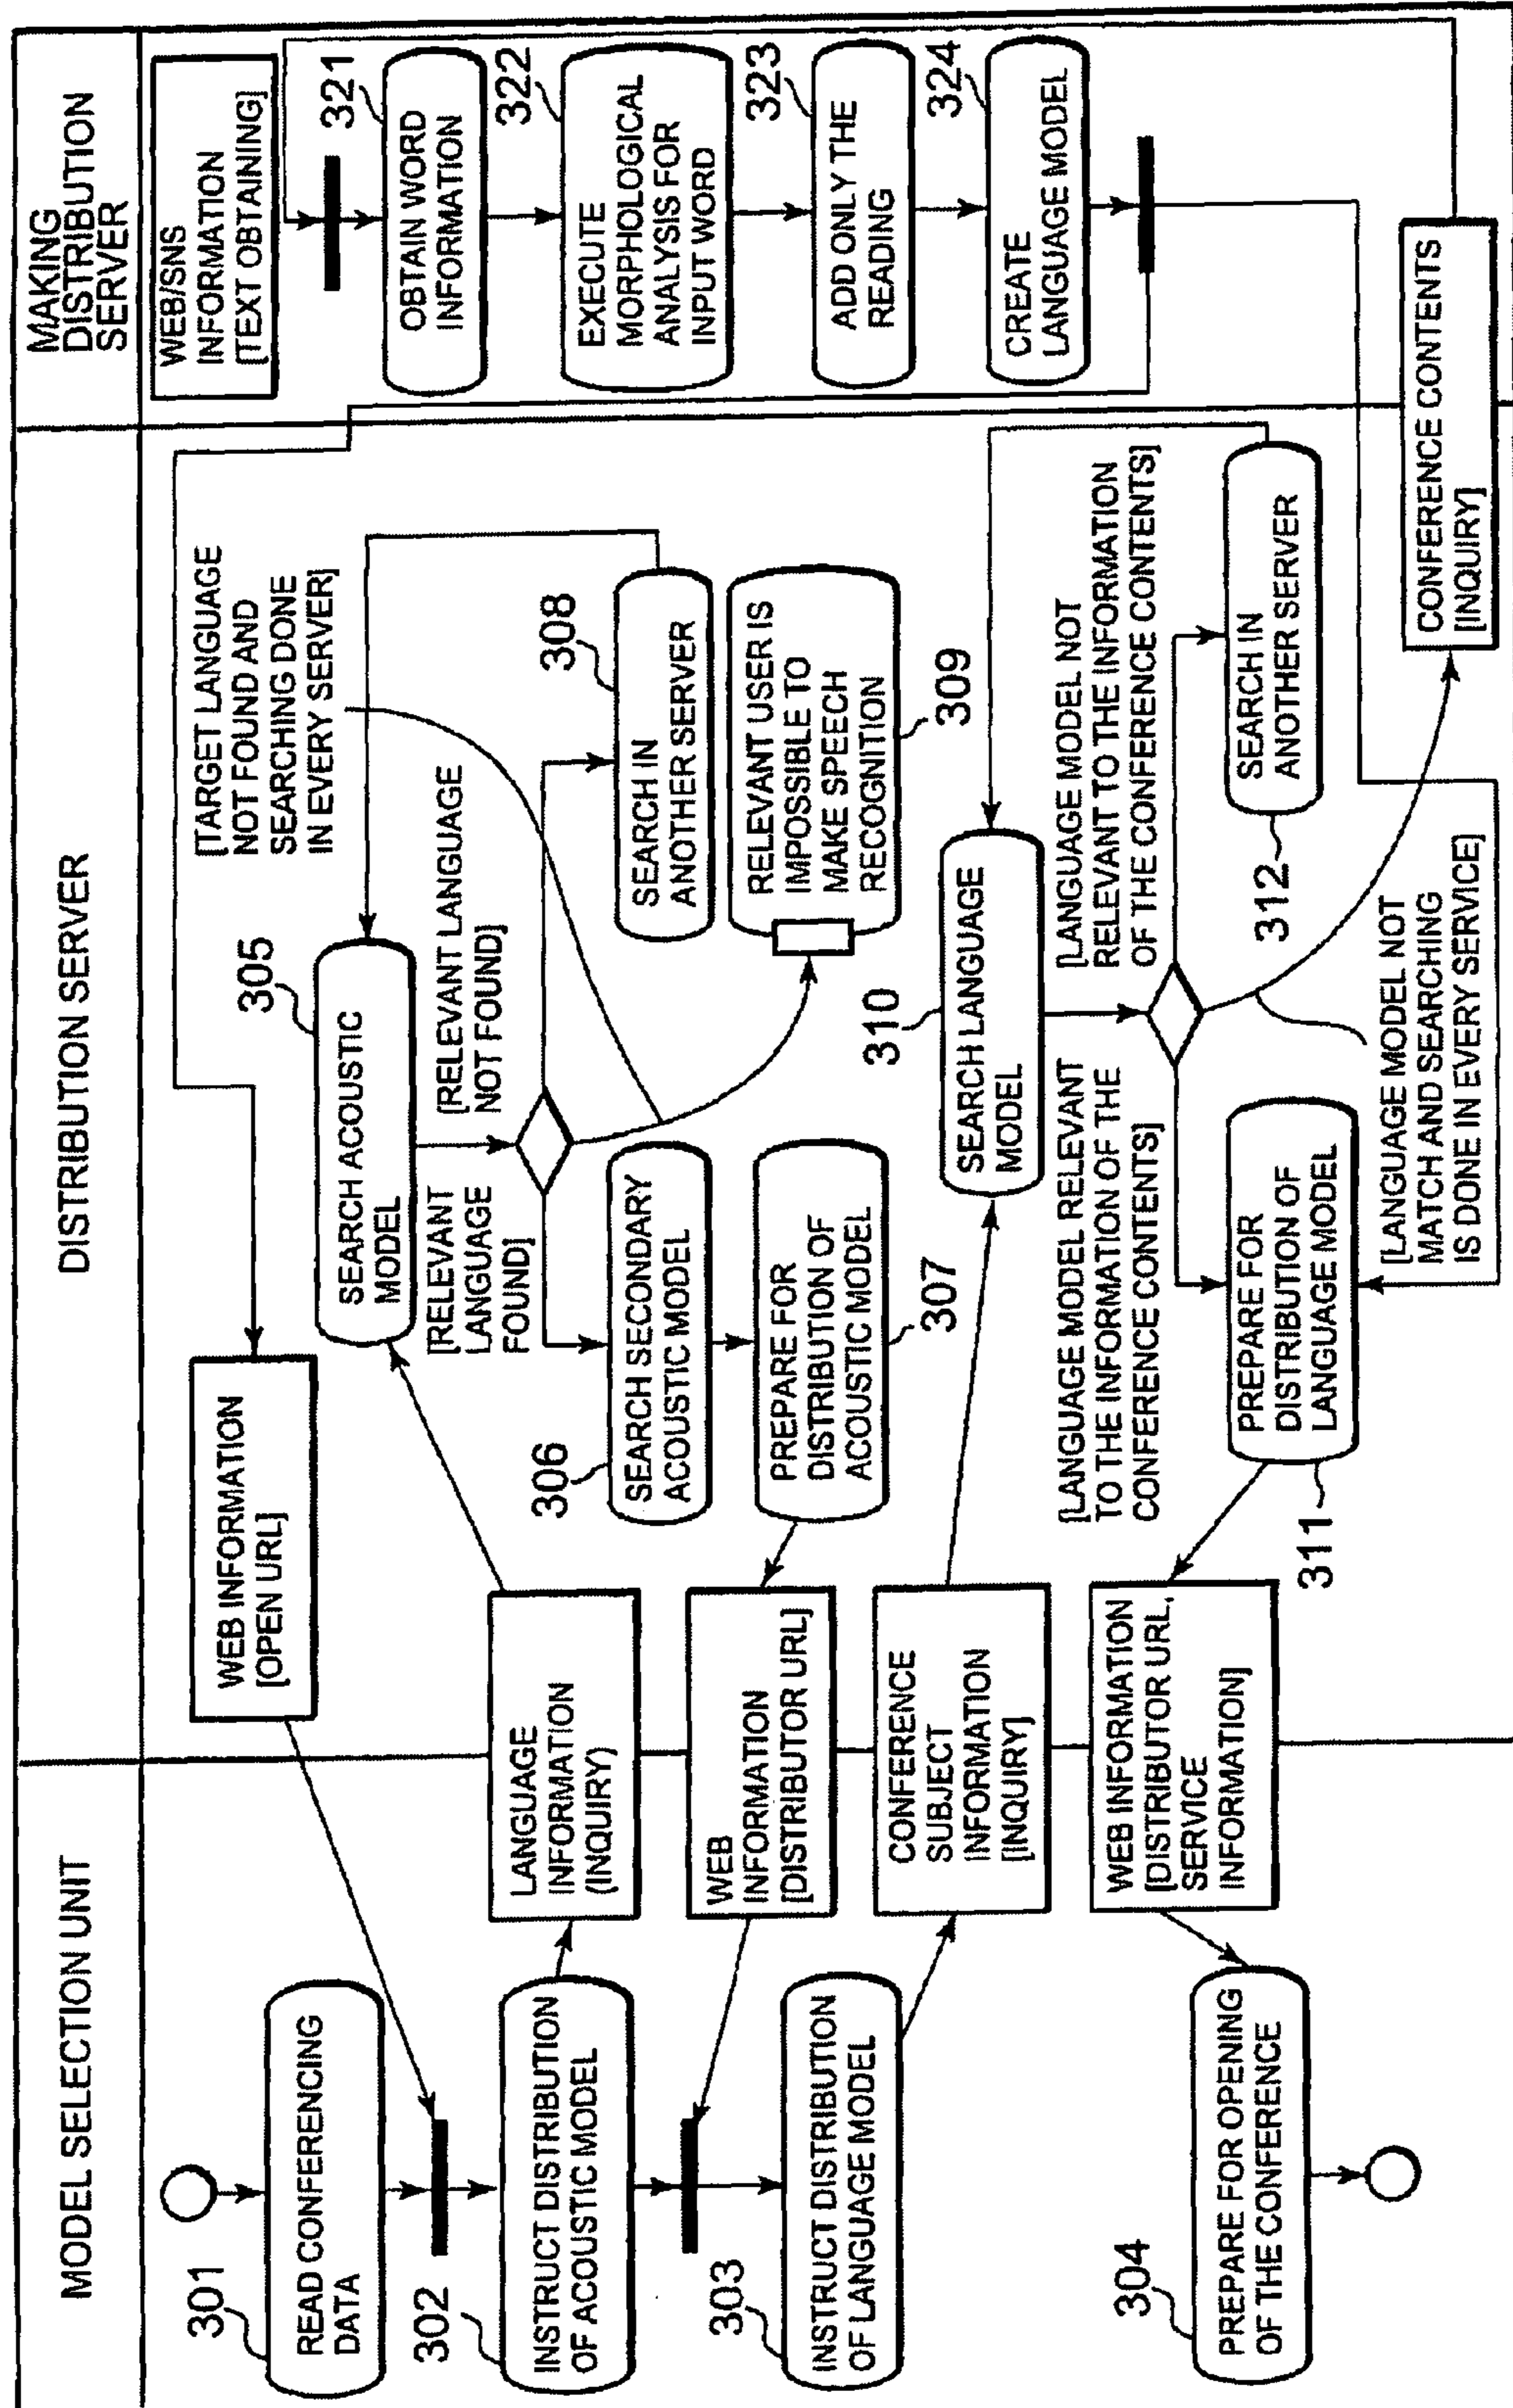 MODEL SELECTION UNIT
DISTRIBUTION SERVER
MAKING
DISTRIBUTION
SERVER
301
READ CONFERENCING
DATA
302
INSTRUCT DISTRIBUTION
OF ACOUSTIC MODEL
303
INSTRUCT DISTRIBUTION
OF LANGUAGE MODEL
304
PREPARE FOR OPENING
OF THE CONFERENCE
WEB INFORMATION
[OPEN URL]
LANGUAGE
INFORMATION
(INQUIRY)
WEB
INFORMATION
[DISTRIBUTOR URL]
CONFERENCE
SUBJECT
INFORMATION
[INQUIRY]
WEB INFORMATION
[DISTRIBUTOR URL,
SERVICE
INFORMATION]
305
SEARCH ACOUSTIC
MODEL
[TARGET LANGUAGE
NOT FOUND AND
SEARCHING DONE
IN EVERY SERVER]
[RELEVANT
LANGUAGE
FOUND]
[RELEVANT LANGUAGE
NOT FOUND]
306
SEARCH SECONDARY
ACOUSTIC MODEL
PREPARE FOR
DISTRIBUTION OF
ACOUSTIC MODEL
307
308
SEARCH IN
ANOTHER SERVER
RELEVANT USER IS
IMPOSSIBLE TO
MAKE SPEECH
RECOGNITION
309
310
SEARCH LANGUAGE
MODEL
[LANGUAGE MODEL RELEVANT
TO THE INFORMATION OF THE
CONFERENCE CONTENTS]
[LANGUAGE MODEL NOT
RELEVANT TO THE INFORMATION
OF THE CONFERENCE CONTENTS]
PREPARE FOR
DISTRIBUTION OF
LANGUAGE MODEL
311
SEARCH IN
ANOTHER SERVER
312
[LANGUAGE MODEL NOT
MATCH AND SEARCHING
IS DONE IN EVERY SERVICE]
WEB/SNS
INFORMATION
[TEXT OBTAINING]
321
OBTAIN WORD
INFORMATION
322
EXECUTE
MORPHOLOGICAL
ANALYSIS FOR
INPUT WORD
323
ADD ONLY THE
READING
324
CREATE
LANGUAGE MODEL
CONFERENCE CONTENTS
[INQUIRY]